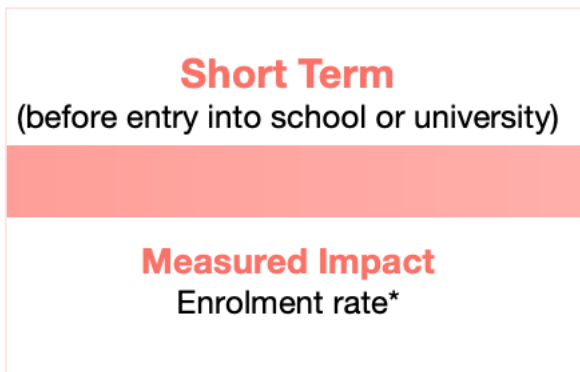 Short Term
(before entry into school or university)
Measured Impact
Enrolment rate*